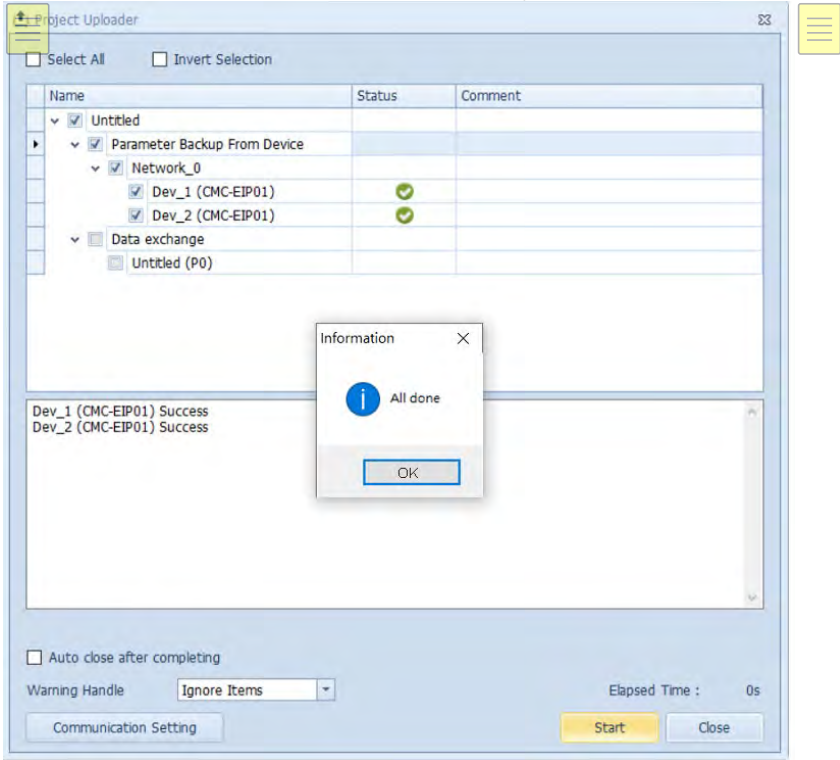 Project Uploader
Select All Invert Selection
Name Status Comment
Untitled
Parameter Backup From Device
Network_0
Dev_1 (CMC-EIP01)
Dev_2 (CMC-EIP01)
Data exchange
Untitled (P0)
Information
All done
OK
Dev_1 (CMC-EIP01) Success
Dev_2 (CMC-EIP01) Success
Auto close after completing
Warning Handle Ignore Items Elapsed Time : 0s
Communication Setting Start Close